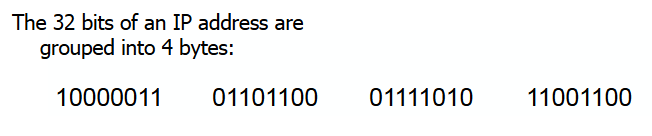 The 32 bits of an IP address are
grouped into 4 bytes:
10000011 01101100 01111010 11001100